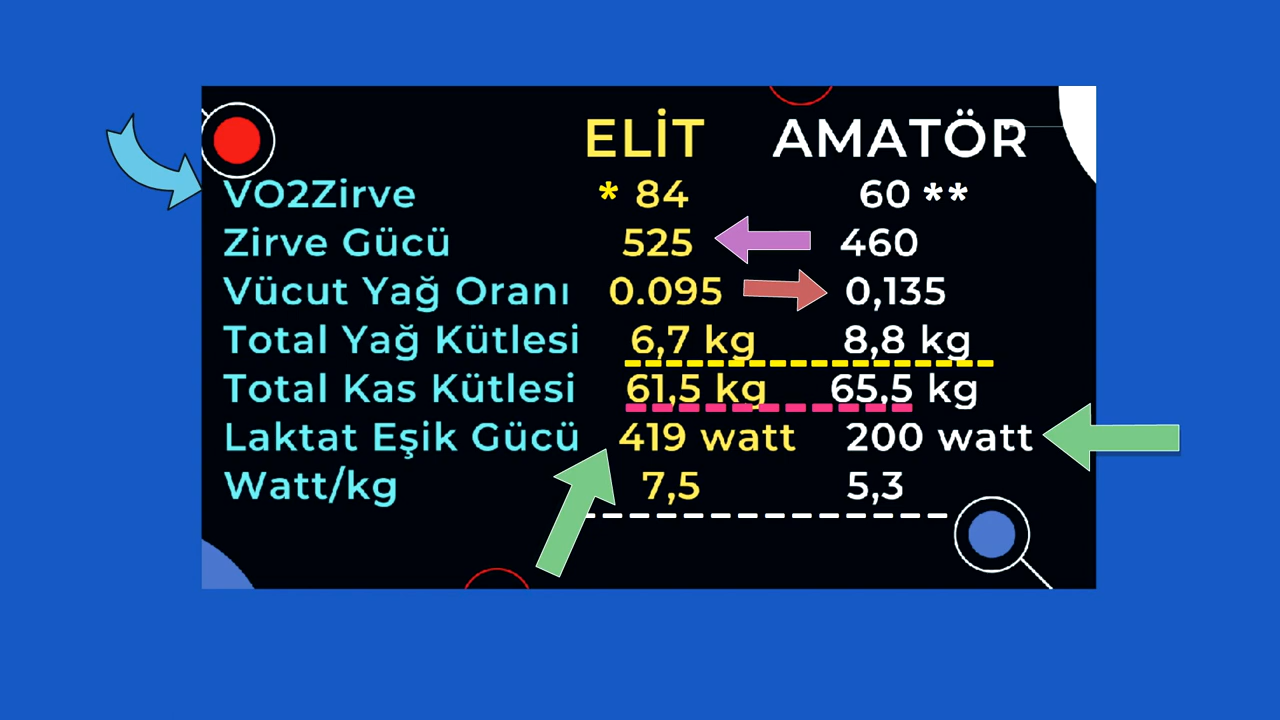 ELİT AMATÖR
VO2Zirve * 84 60 **
Zirve Gücü 525 460
Vücut Yağ Oranı 0.095 0,135
Total Yağ Kütlesi 6,7 kg 8,8 kg
Total Kas Kütlesi 61,5 kg 65,5 kg
Laktat Eşik Gücü 419 watt 200 watt
Watt/kg 7,5 5,3